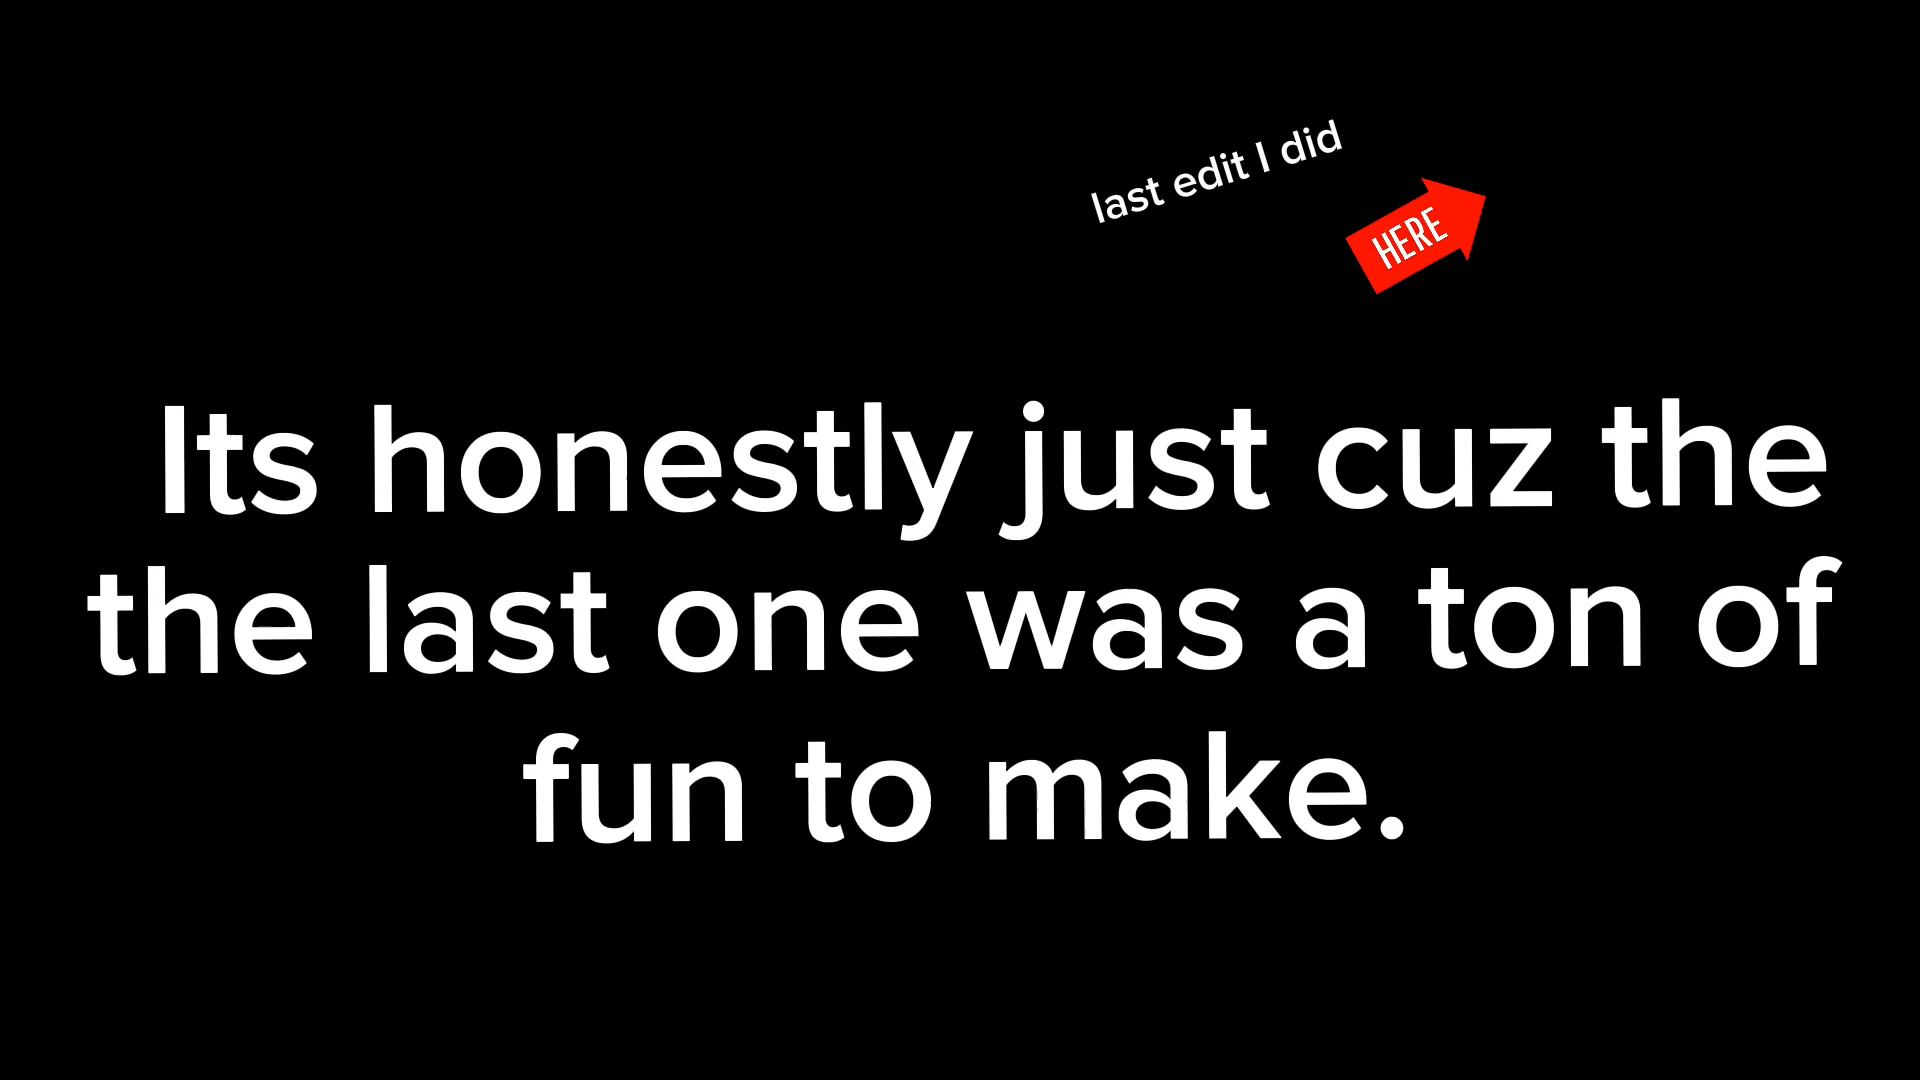 last edit I did
HERE
Its honestly just cuz the
the last one was a ton of
fun to make.